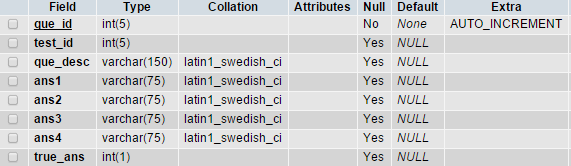 Field Type Collation Attributes Null Default Extra
que_id int(5) No None AUTO_INCREMENT
test_id int(5) Yes NULL
que_desc varchar(150) latin1_swedish_ci Yes NULL
ans1 varchar(75) latin1_swedish_ci Yes NULL
ans2 varchar(75) latin1_swedish_ci Yes NULL
ans3 varchar(75) latin1_swedish_ci Yes NULL
ans4 varchar(75) latin1_swedish_ci Yes NULL
true_ans int(1) Yes NULL